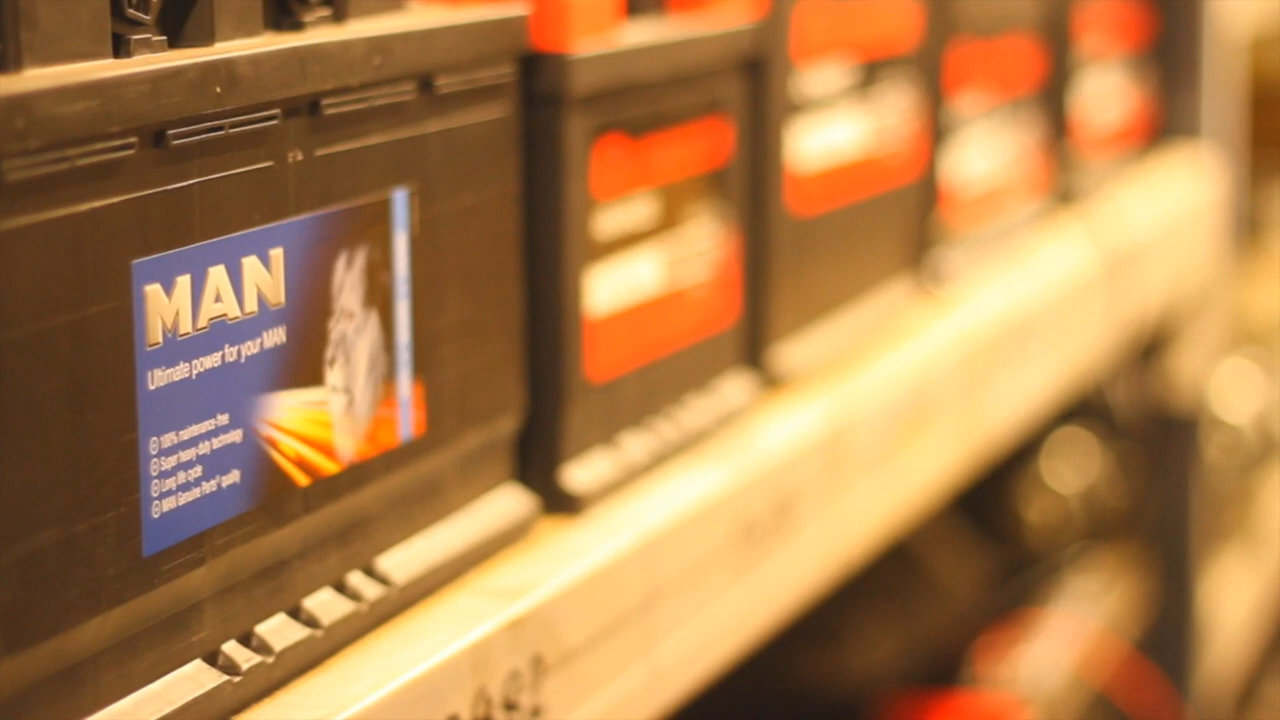 MAN
Ultimate power for your MAN
100% maintenance-free
Super heavy-duty technology
Long life cycle
MAN Genuine Parts® quality